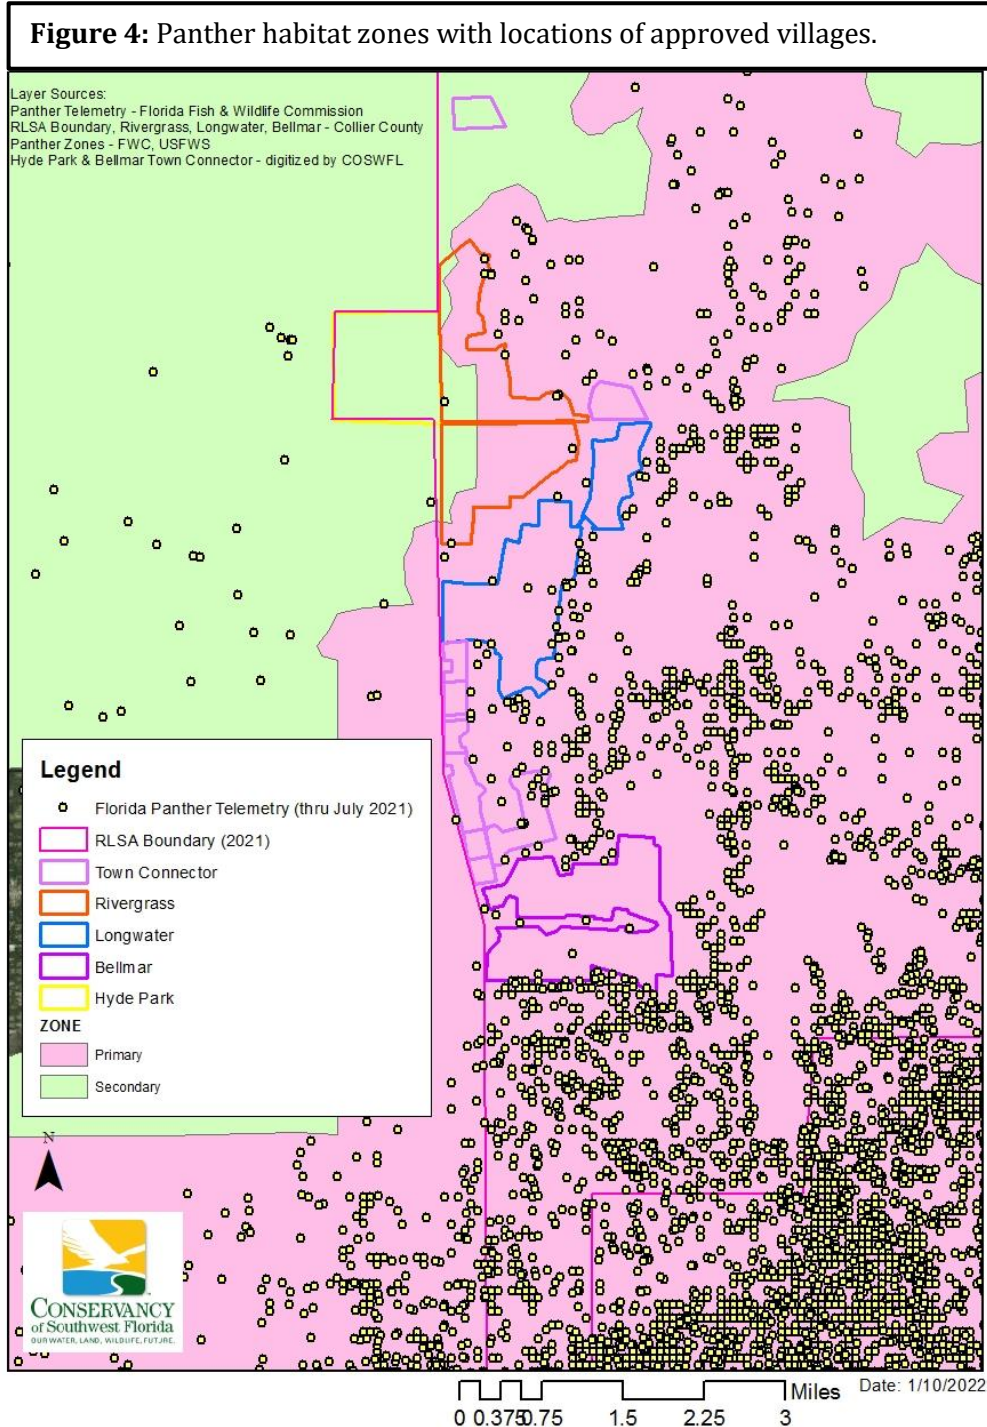 Figure 4: Panther habitat zones with locations of approved villages.
Layer Sources:
Panther Telemetry - Florida Fish & Wildlife Commission
RLSA Boundary, Rivergrass, Longwater, Bellmar - Collier County
Panther Zones - FWC, USFWS
Hyde Park & Bellmar Town Connector - digitized by COSWFL
Legend
Florida Panther Telemetry (thru July 2021)
RLSA Boundary (2021)
Town Connector
Rivergrass
Longwater
Bellmar
Hyde Park
ZONE
Primary
Secondary
N
CONSERVANCY
of Southwest Florida
OUR WATER, LAND, WILDLIFE, FUTURE.
Miles
Date: 1/10/2022
0 0.375 0.75 1.5 2.25 3